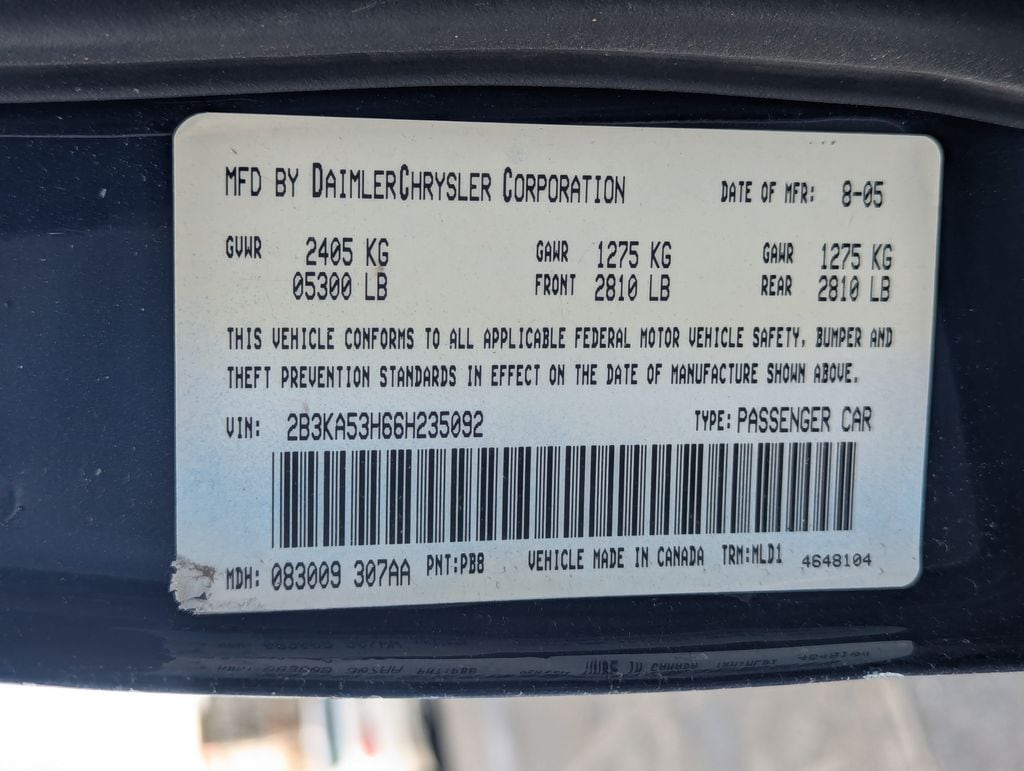 MFD BY DAIMLERCHRYSLER CORPORATION DATE OF MFR: 8-05
GVWR 2405 KG GAWR 1275 KG GAWR 1275 KG
05300 LB FRONT 2810 LB REAR 2810 LB
THIS VEHICLE CONFORMS TO ALL APPLICABLE FEDERAL MOTOR VEHICLE SAFETY, BUMPER AND
THEFT PREVENTION STANDARDS IN EFFECT ON THE DATE OF MANUFACTURE SHOWN ABOVE.
VIN: 2B3KA53H66H235092 TYPE: PASSENGER CAR
MDH: 083009 307AA PNT:PB8 VEHICLE MADE IN CANADA TRM:MLD1 4648104